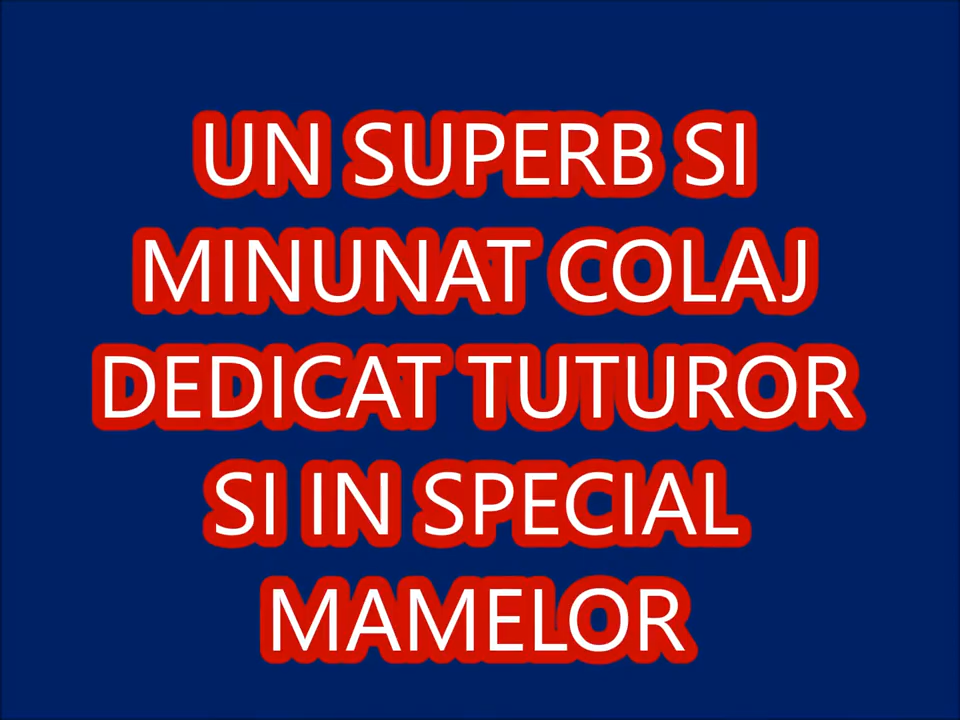 UN SUPERB SI
MINUNAT COLAJ
DEDICAT TUTUROR
SI IN SPECIAL
MAMELOR